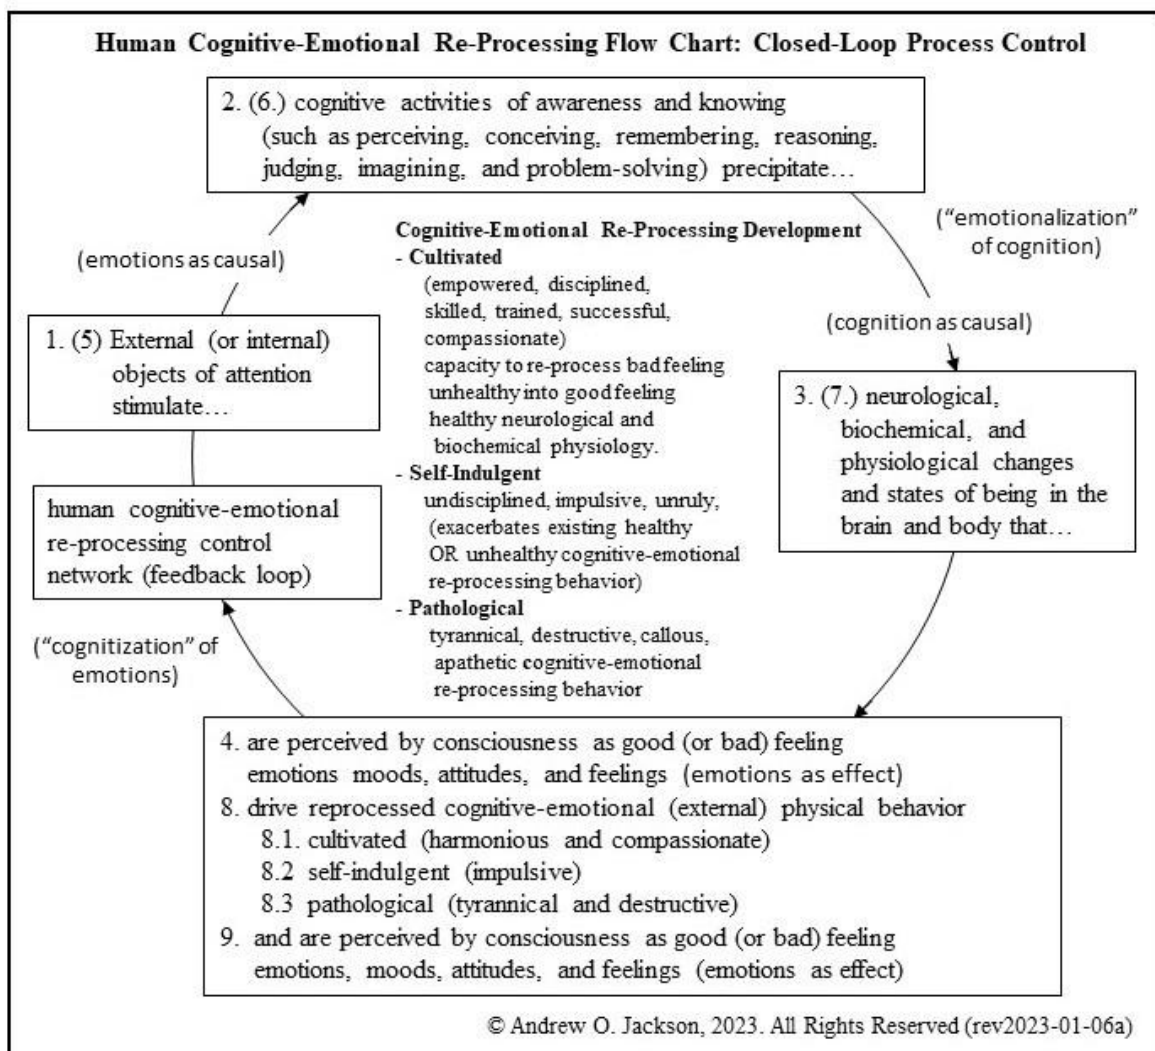 Human Cognitive-Emotional Re-Processing Flow Chart: Closed-Loop Process Control
2. (6.) cognitive activities of awareness and knowing
(such as perceiving, conceiving, remembering, reasoning,
judging, imagining, and problem-solving) precipitate…
(“emotionalization”
of cognition)
(emotions as causal)
(cognition as causal)
1. (5) External (or internal)
objects of attention
stimulate…
Cognitive-Emotional Re-Processing Development
- Cultivated
(empowered, disciplined,
skilled, trained, successful,
compassionate)
capacity to re-process bad feeling
unhealthy into good feeling
healthy neurological and
biochemical physiology.
- Self-Indulgent
undisciplined, impulsive, unruly,
(exacerbates existing healthy
OR unhealthy cognitive-emotional
re-processing behavior)
- Pathological
tyrannical, destructive, callous,
apathetic cognitive-emotional
re-processing behavior
3. (7.) neurological,
biochemical, and
physiological changes
and states of being in the
brain and body that…
human cognitive-emotional
re-processing control
network (feedback loop)
(“cognitization” of
emotions)
4. are perceived by consciousness as good (or bad) feeling
emotions moods, attitudes, and feelings (emotions as effect)
8. drive reprocessed cognitive-emotional (external) physical behavior
8.1. cultivated (harmonious and compassionate)
8.2 self-indulgent (impulsive)
8.3 pathological (tyrannical and destructive)
9. and are perceived by consciousness as good (or bad) feeling
emotions, moods, attitudes, and feelings (emotions as effect)
© Andrew O. Jackson, 2023. All Rights Reserved (rev2023-01-06a)